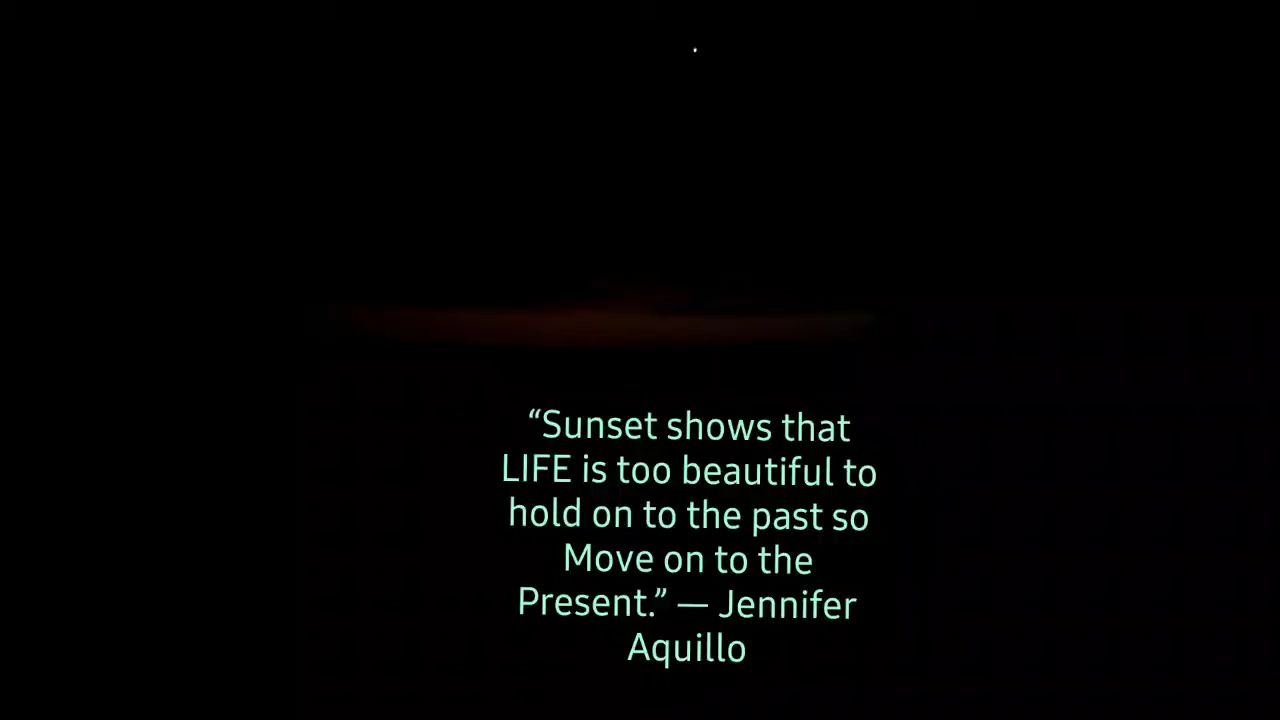 “Sunset shows that
LIFE is too beautiful to
hold on to the past so
Move on to the
Present.” — Jennifer
Aquillo